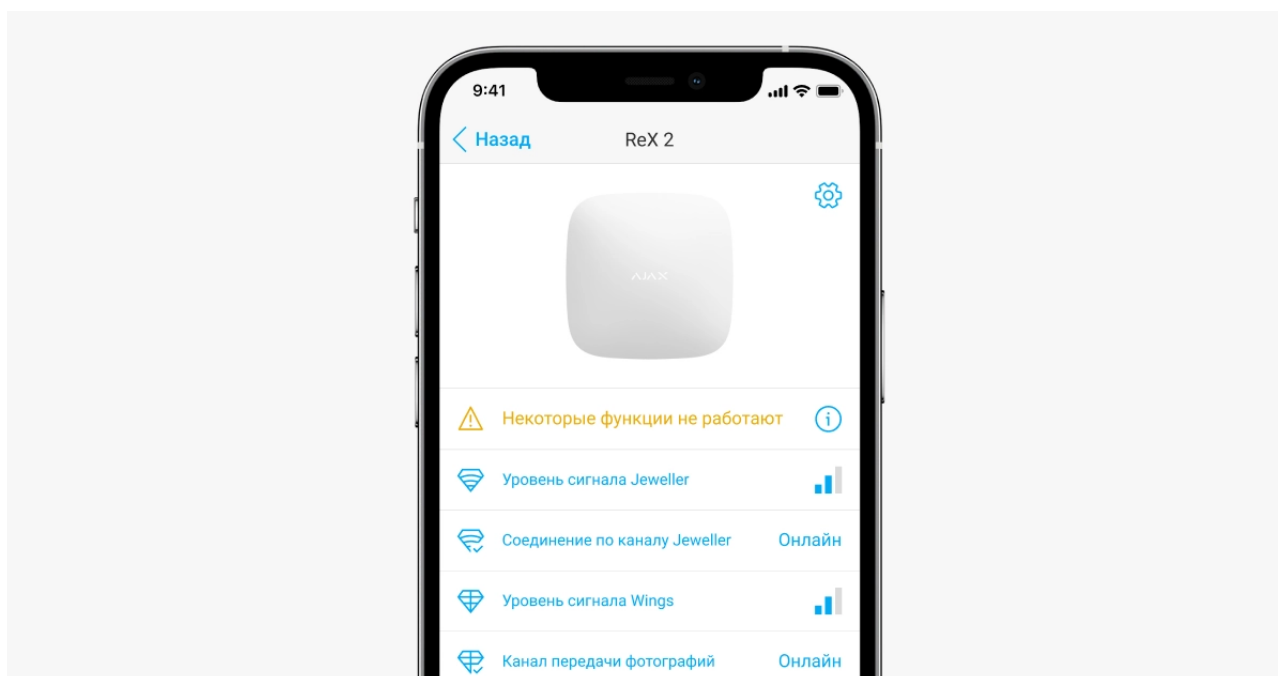 9:41
Назад
ReX 2
AJAX
Некоторые функции не работают
Уровень сигнала Jeweller
Соединение по каналу Jeweller Онлайн
Уровень сигнала Wings
Канал передачи фотографий Онлайн